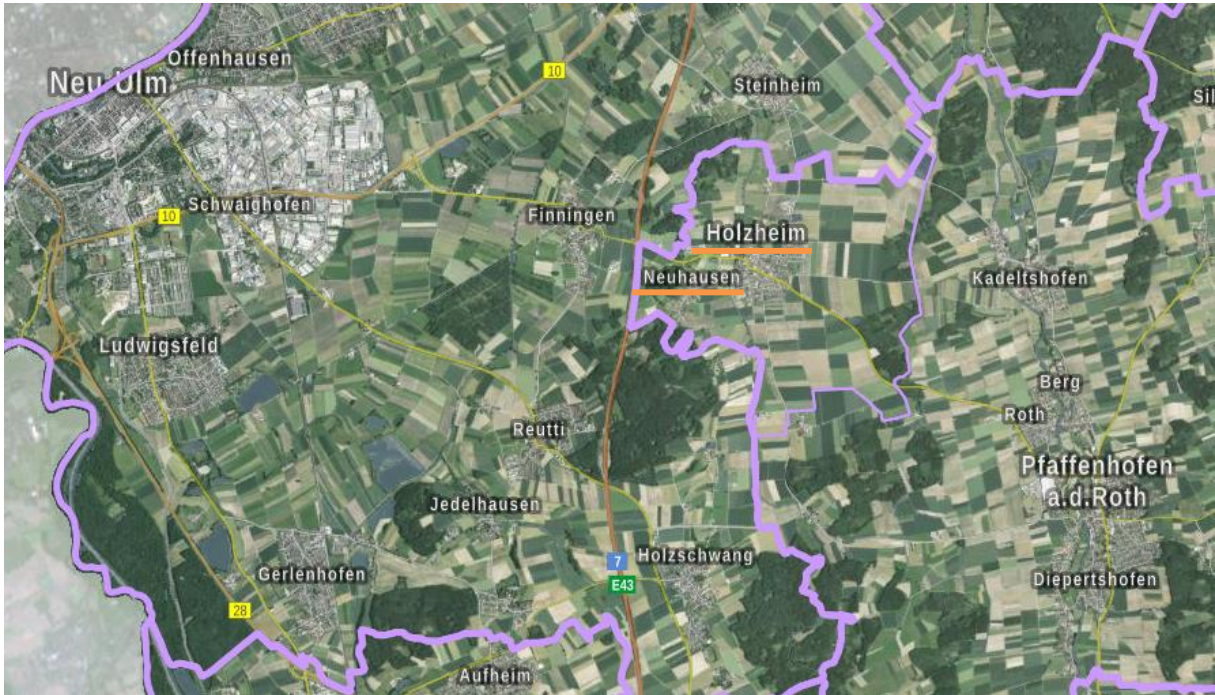 Offenhausen
Neu-Ulm
10
Steinheim
Sil
10
Schwaighofen
Finningen
Holzheim
Neuhausen
Kadeltshofen
Ludwigsfeld
Berg
Roth
Reutti
Pfaffenhofen
a.d.Roth
Jedelhausen
Holzschwang
7
E43
Gerlenhofen
Diepertshofen
28
Aufheim